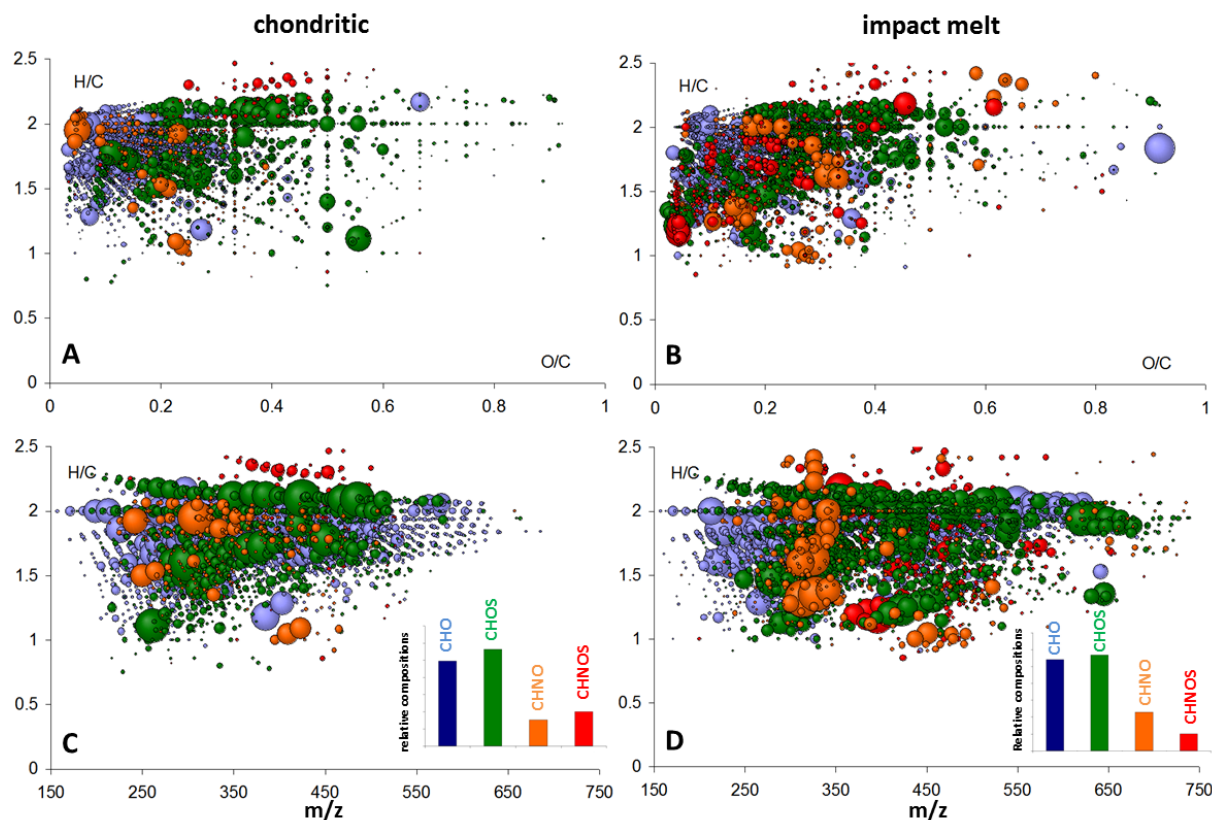 chondritic
impact melt
2.5
H/C
2
1.5
1
0.5
A
O/C
0
0
0.2
0.4
0.6
0.8
1
2.5
H/C
2
1.5
1
0.5
B
O/C
0
0
0.2
0.4
0.6
0.8
1
2.5
H/C
2
1.5
1
0.5
C
relative compositions
CHO
CHOS
CHNO
CHNOS
0
150
250
350
450
550
650
750
m/z
2.5
H/C
2
1.5
1
0.5
D
Relative compositions
CHO
CHOS
CHNO
CHNOS
0
150
250
350
450
550
650
750
m/z